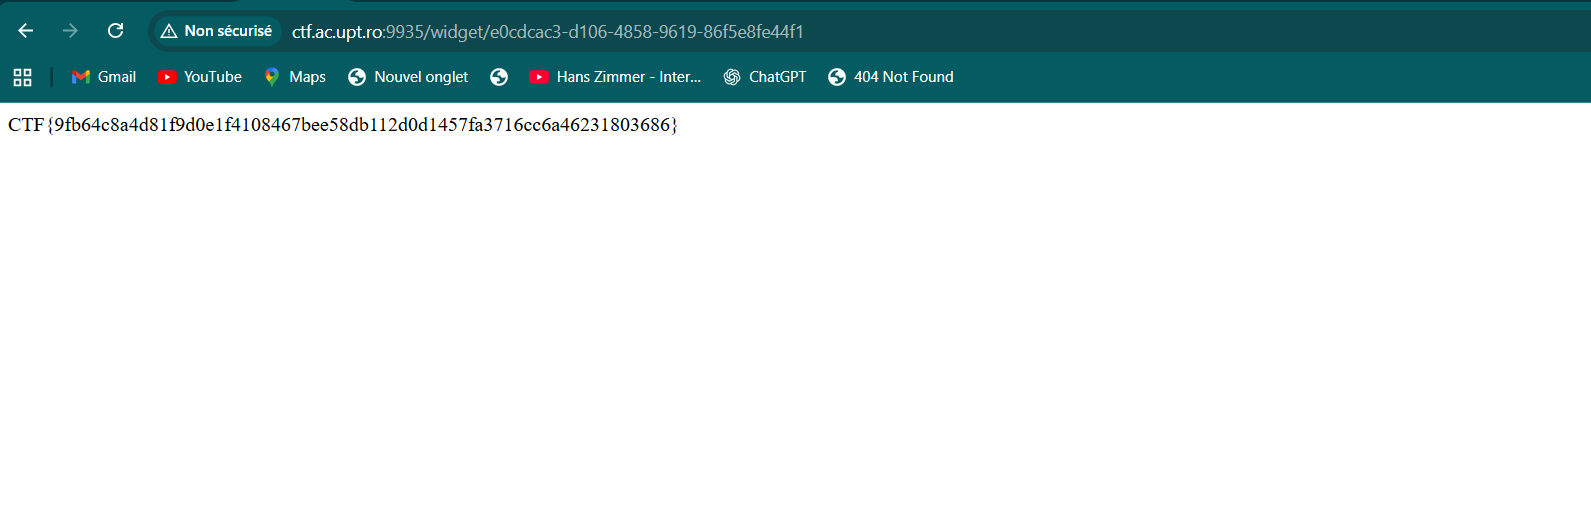 Non sécurisé ctf.ac.upt.ro:9935/widget/e0cdcac3-d106-4858-9619-86f5e8fe44f1
Gmail YouTube Maps Nouvel onglet Hans Zimmer - Inter... ChatGPT 404 Not Found
CTF{9fb64c8a4d81f9d0e1f4108467bee58db112d0d1457fa3716cc6a46231803686}